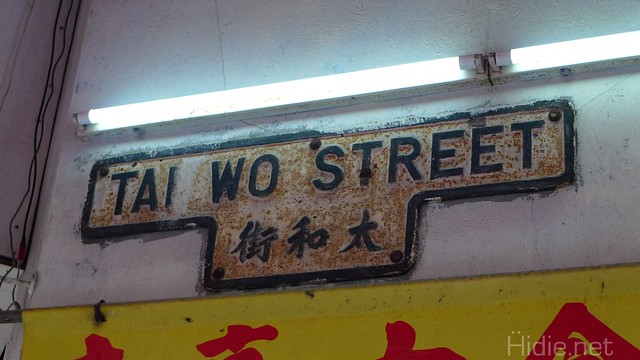 TAI WO STREET
街和太
Hidie.net